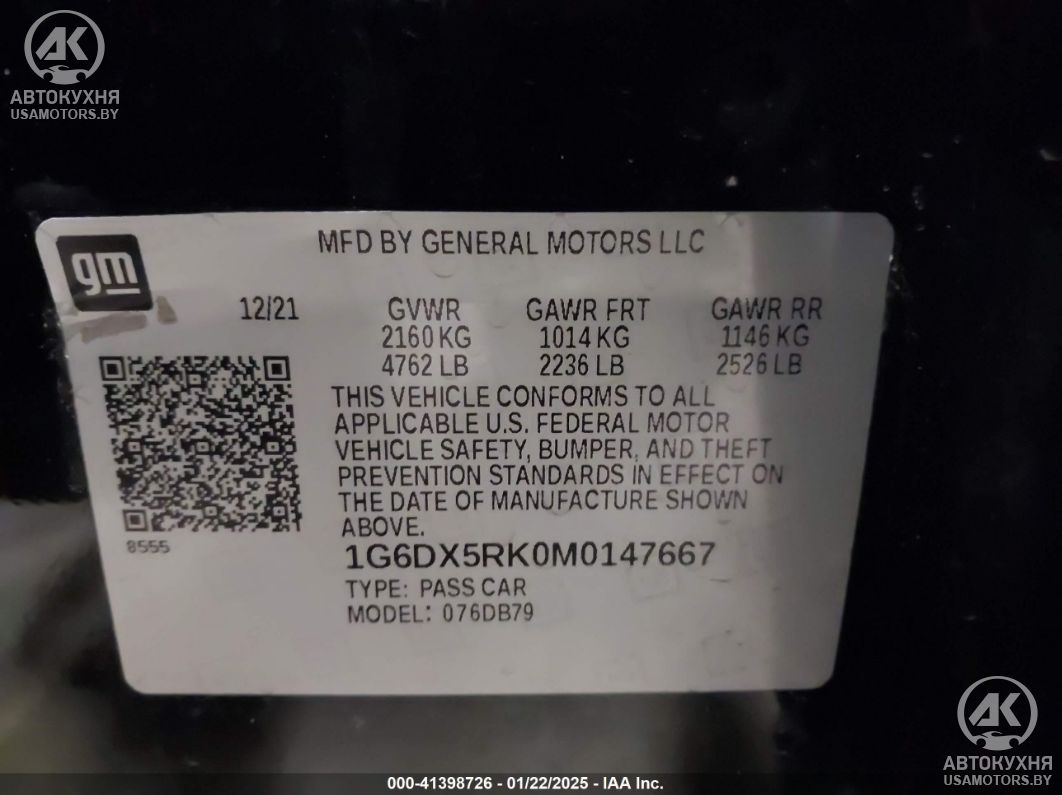 AK
АВТОКУХНЯ
USAMOTORS.BY
gm
MFD BY GENERAL MOTORS LLC
12/21 GVWR GAWR FRT GAWR RR
2160 KG 1014 KG 1146 KG
4762 LB 2236 LB 2526 LB
THIS VEHICLE CONFORMS TO ALL
APPLICABLE U.S. FEDERAL MOTOR
VEHICLE SAFETY, BUMPER, AND THEFT
PREVENTION STANDARDS IN EFFECT ON
THE DATE OF MANUFACTURE SHOWN
ABOVE.
8555
1G6DX5RK0M0147667
TYPE: PASS CAR
MODEL: 076DB79
AK
АВТОКУХНЯ
USAMOTORS.BY
000-41398726 - 01/22/2025 - IAA Inc.